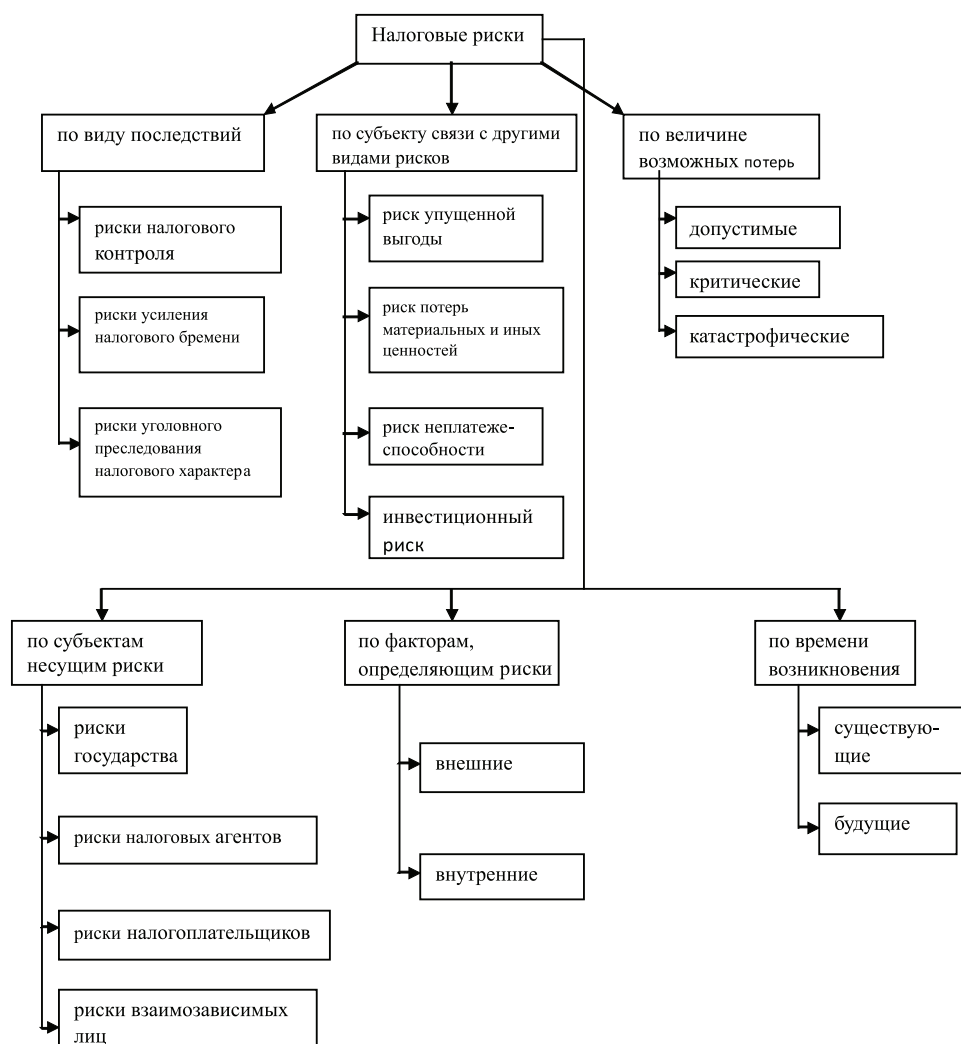 Налоговые риски
по виду последствий
риски налогового
контроля
риски усиления
налогового бремени
риски уголовного
преследования
налогового характера
по субъекту связи с другими
видами рисков
риск упущенной
выгоды
риск потерь
материальных и иных
ценностей
риск неплатеже-
способности
инвестиционный
риск
по величине
возможных потерь
допустимые
критические
катастрофические
по субъектам
несущим риски
риски
государства
риски налоговых агентов
риски налогоплательщиков
риски взаимозависимых
лиц
по факторам,
определяющим риски
внешние
внутренние
по времени
возникновения
существую-
щие
будущие